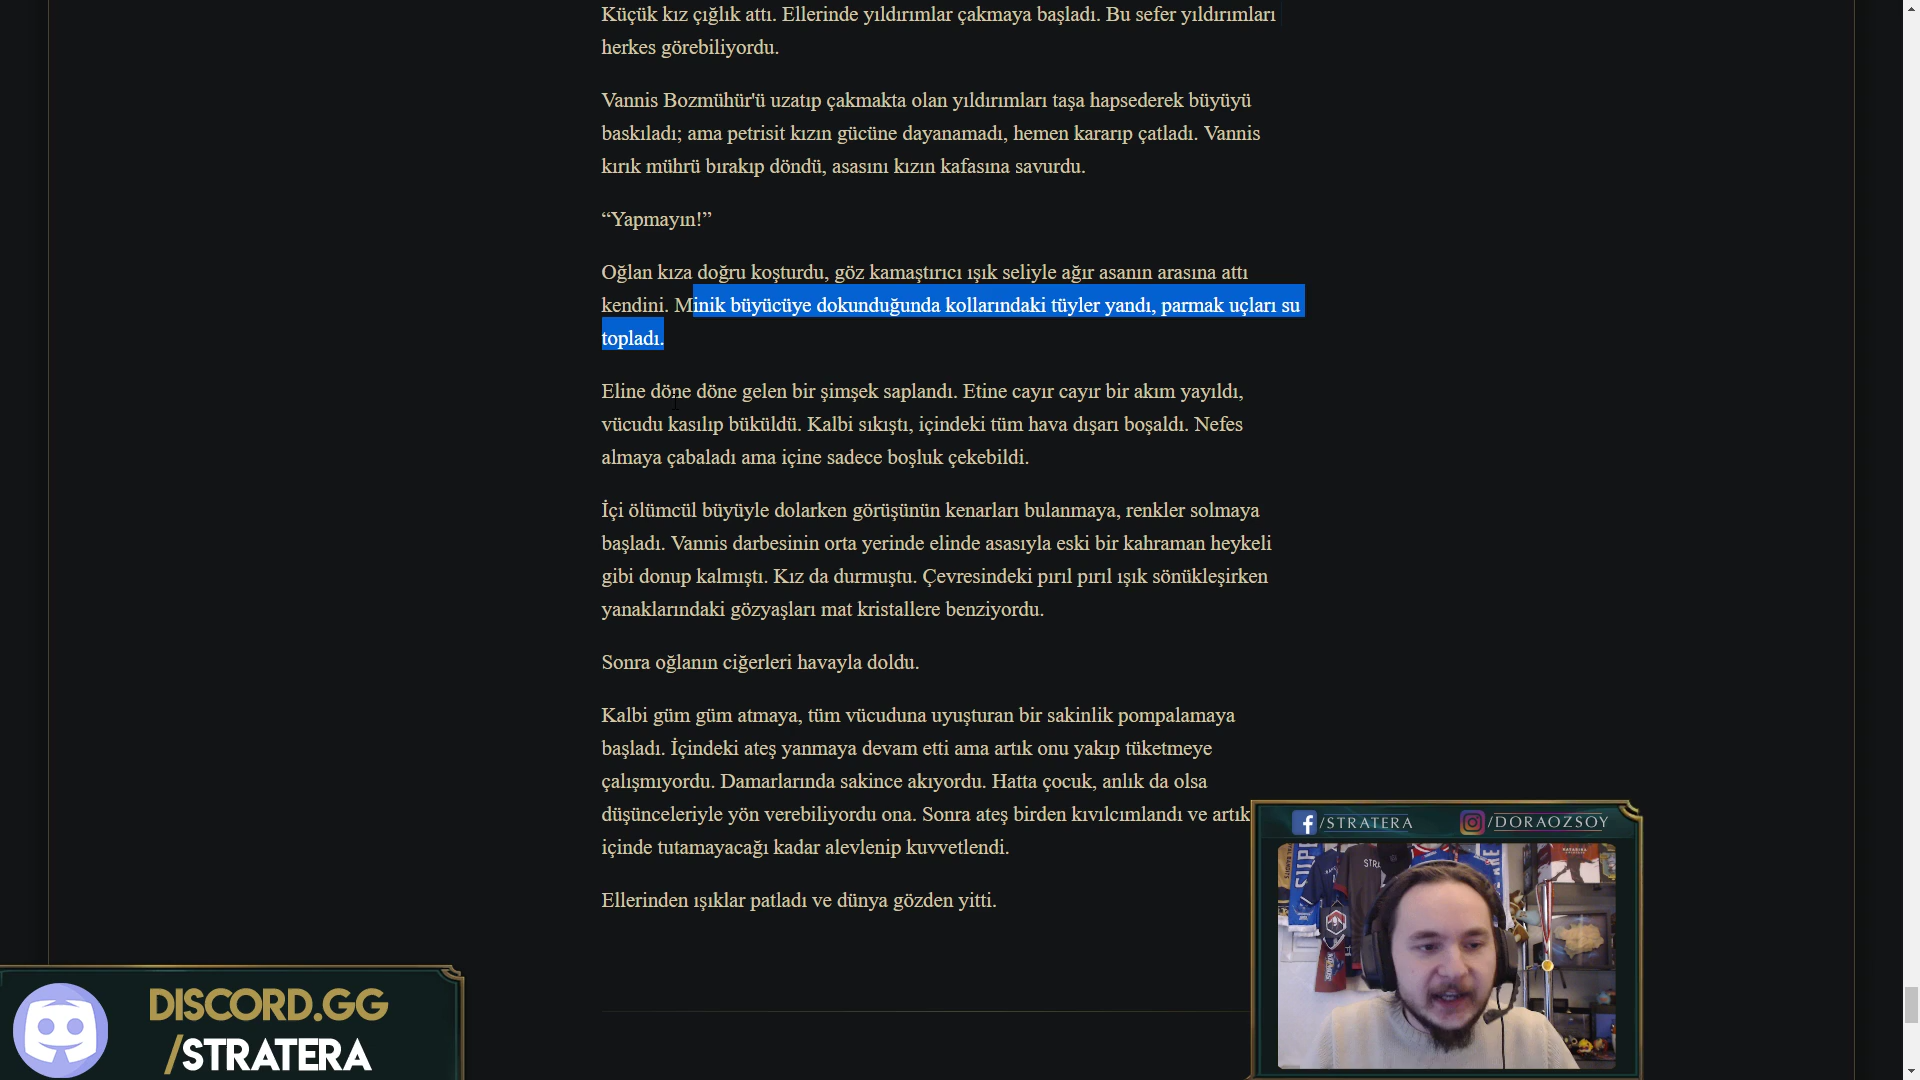 Küçük kız çığlık attı. Ellerinde yıldırımlar çakmaya başladı. Bu sefer yıldırımları
herkes görebiliyordu.
Vannis Bozmühür'ü uzatıp çakmakta olan yıldırımları taşa hapsederek büyüyü
baskıladı; ama petrisit kızın gücüne dayanamadı, hemen kararıp çatladı. Vannis
kırık mührü bırakıp döndü, asasını kızın kafasına savurdu.
“Yapmayın!”
Oğlan kıza doğru koşturdu, göz kamaştırıcı ışık seliyle ağır asanın arasına attı
kendini. Minik büyücüye dokunduğunda kollarındaki tüyler yandı, parmak uçları su
topladı.
Eline döne döne gelen bir şimşek saplandı. Etine cayır cayır bir akım yayıldı,
vücudu kasılıp büküldü. Kalbi sıkıştı, içindeki tüm hava dışarı boşaldı. Nefes
almaya çabaladı ama içine sadece boşluk çekebildi.
İçi ölümcül büyüyle dolarken görüşünün kenarları bulanmaya, renkler solmaya
başladı. Vannis darbesinin orta yerinde elinde asasıyla eski bir kahraman heykeli
gibi donup kalmıştı. Kız da durmuştu. Çevresindeki pırıl pırıl ışık sönükleşirken
yanaklarındaki gözyaşları mat kristallere benziyordu.
Sonra oğlanın ciğerleri havayla doldu.
Kalbi güm güm atmaya, tüm vücuduna uyuşturan bir sakinlik pompalamaya
başladı. İçindeki ateş yanmaya devam etti ama artık onu yakıp tüketmeye
çalışmıyordu. Damarlarında sakince akıyordu. Hatta çocuk, anlık da olsa
düşünceleriyle yön verebiliyordu ona. Sonra ateş birden kıvılcımlandı ve artık
içinde tutamayacağı kadar alevlenip kuvvetlendi.
Ellerinden ışıklar patladı ve dünya gözden yitti.
/STRATERA
/DORAOZSOY
DISCORD.GG
/STRATERA